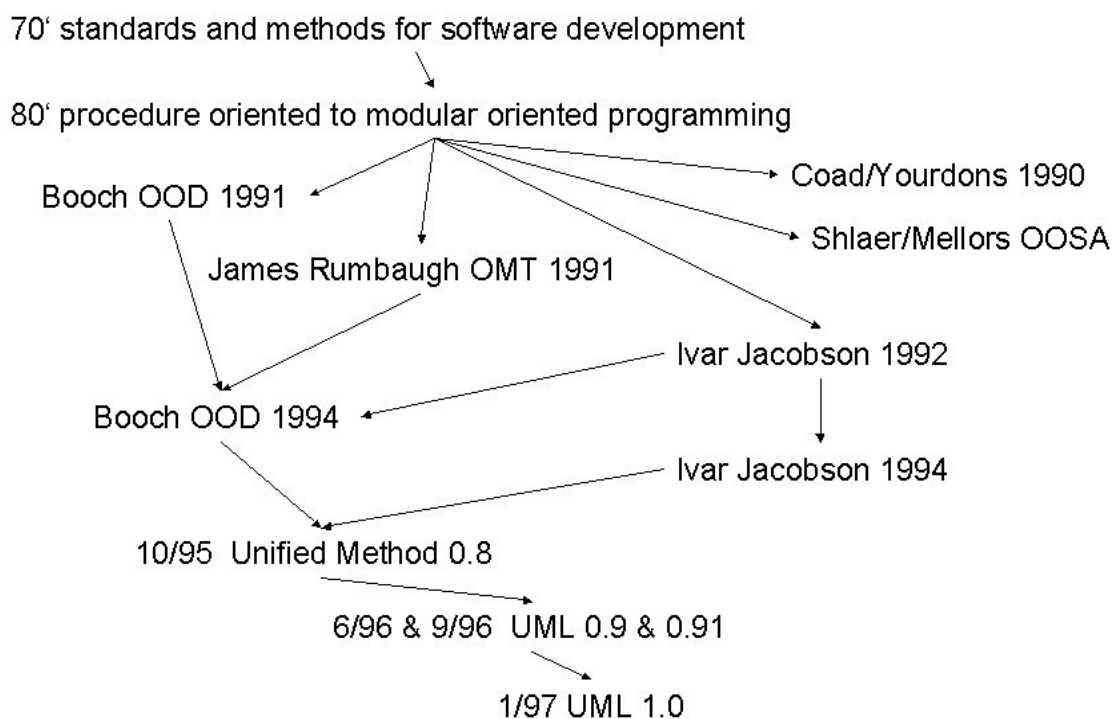 70‘ standards and methods for software development
80‘ procedure oriented to modular oriented programming
Coad/Yourdons 1990
Booch OOD 1991
Shlaer/Mellors OOSA
James Rumbaugh OMT 1991
Ivar Jacobson 1992
Booch OOD 1994
Ivar Jacobson 1994
10/95  Unified Method 0.8
6/96 & 9/96  UML 0.9 & 0.91
1/97 UML 1.0